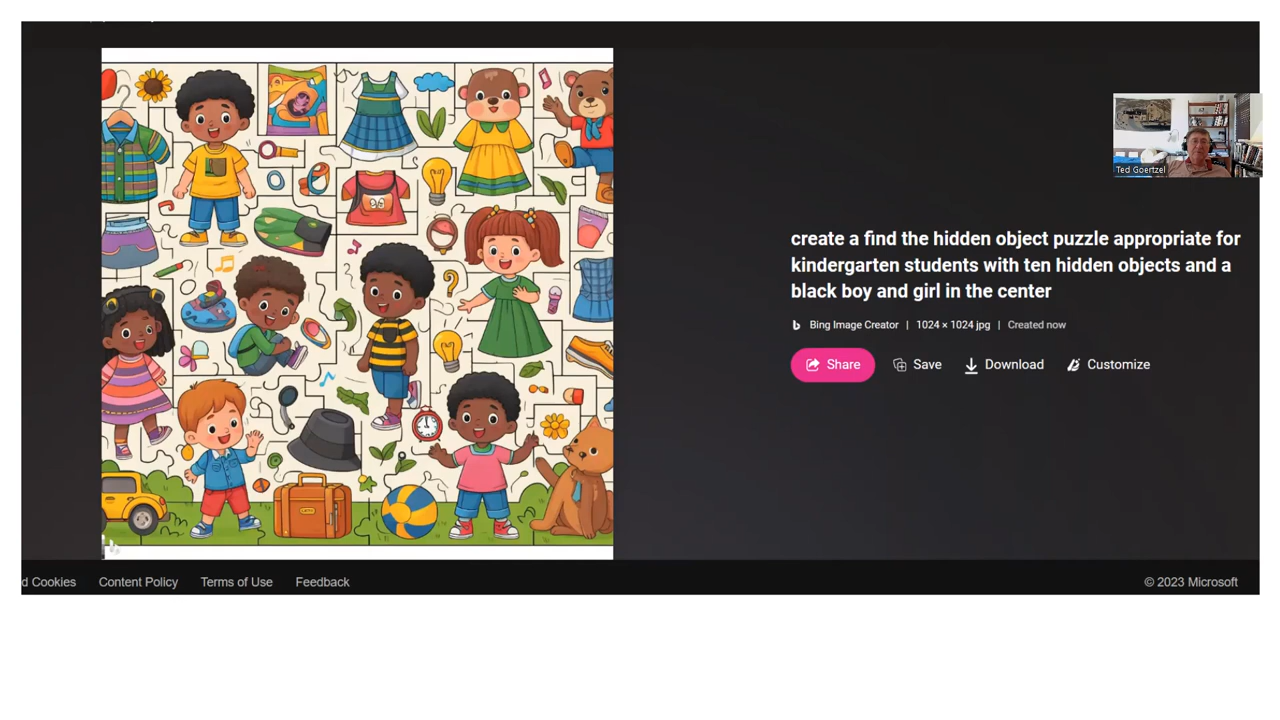 Ted Goertzel
create a find the hidden object puzzle appropriate for
kindergarten students with ten hidden objects and a
black boy and girl in the center
Bing Image Creator | 1024 × 1024 jpg | Created now
Share Save Download Customize
d Cookies Content Policy Terms of Use Feedback © 2023 Microsoft